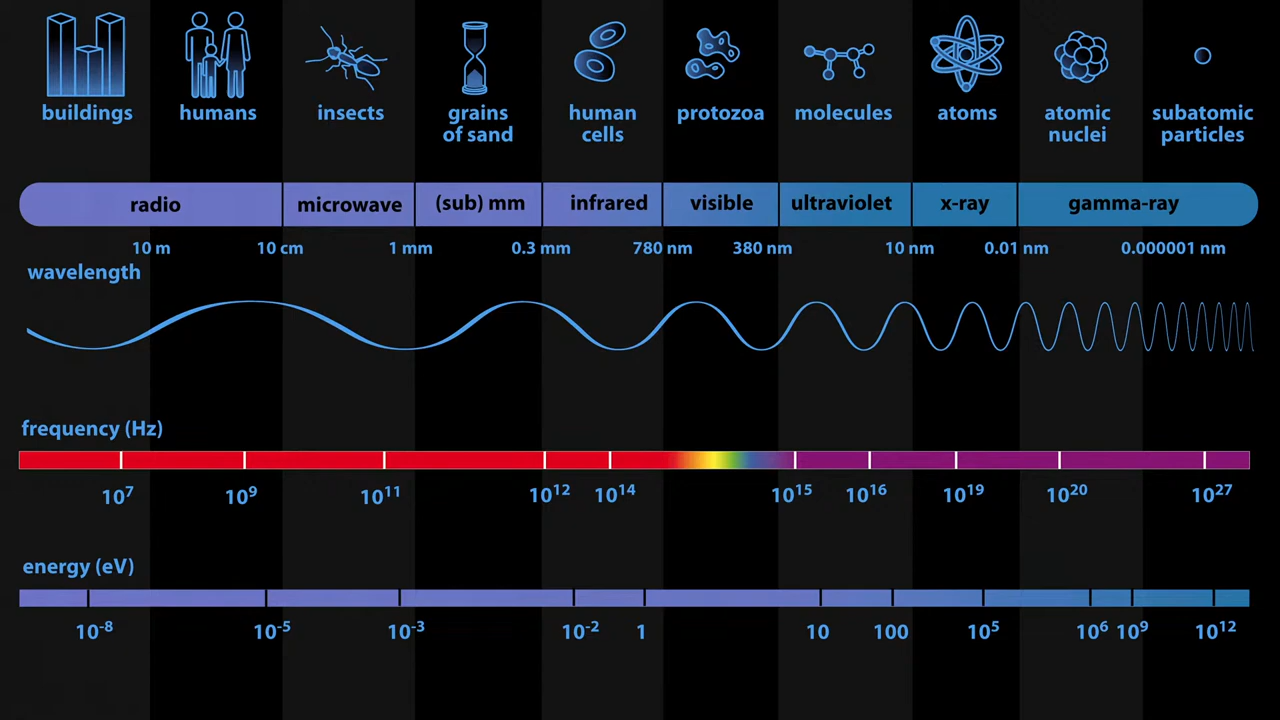 buildings
humans
insects
grains
of sand
human
cells
protozoa
molecules
atoms
atomic
nuclei
subatomic
particles
radio
microwave
(sub) mm
infrared
visible
ultraviolet
x-ray
gamma-ray
10 m
10 cm
1 mm
0.3 mm
780 nm
380 nm
10 nm
0.01 nm
0.000001 nm
wavelength
frequency (Hz)
10⁷
10⁹
10¹¹
10¹²
10¹⁴
10¹⁵
10¹⁶
10¹⁹
10²⁰
10²⁷
energy (eV)
10⁻⁸
10⁻⁵
10⁻³
10⁻²
1
10
100
10⁵
10⁶
10⁹
10¹²